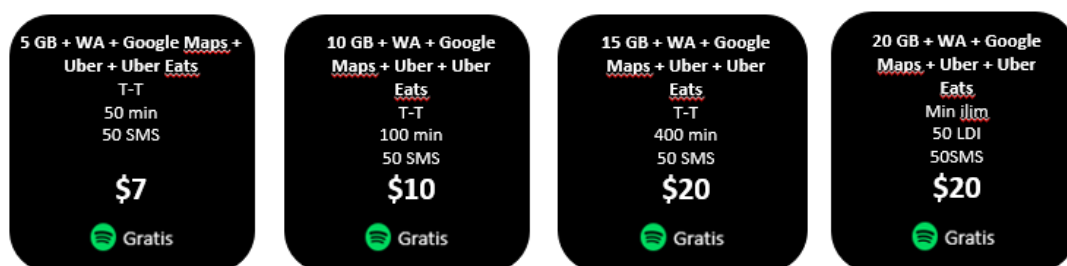 5 GB + WA + Google Maps +
Uber + Uber Eats
T-T
50 min
50 SMS
$7
Gratis
10 GB + WA + Google
Maps + Uber + Uber
Eats
T-T
100 min
50 SMS
$10
Gratis
15 GB + WA + Google
Maps + Uber + Uber
Eats
T-T
400 min
50 SMS
$20
Gratis
20 GB + WA + Google
Maps + Uber + Uber
Eats
Min ilim
50 LDI
50SMS
$20
Gratis